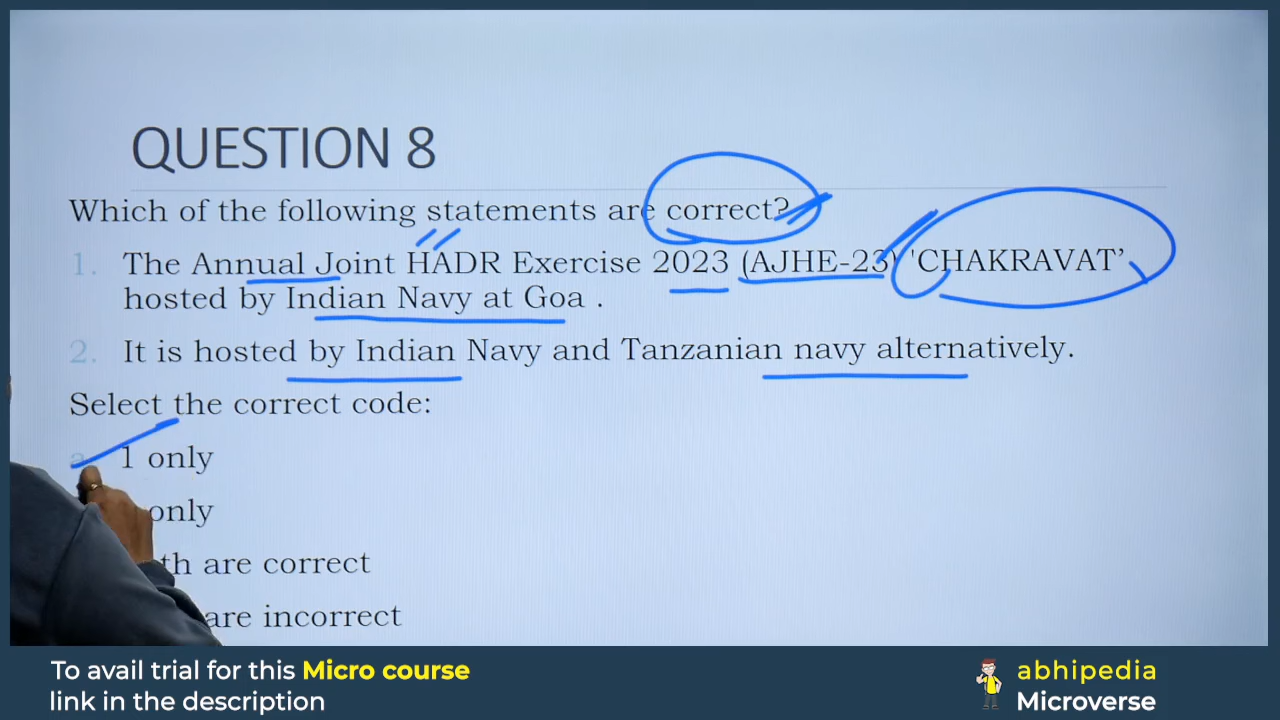 QUESTION 8
Which of the following statements are correct?
1. The Annual Joint HADR Exercise 2023 (AJHE-23) 'CHAKRAVAT'
hosted by Indian Navy at Goa .
2. It is hosted by Indian Navy and Tanzanian navy alternatively.
Select the correct code:
a. 1 only
only
th are correct
are incorrect
To avail trial for this Micro course
link in the description
abhipedia
Microverse